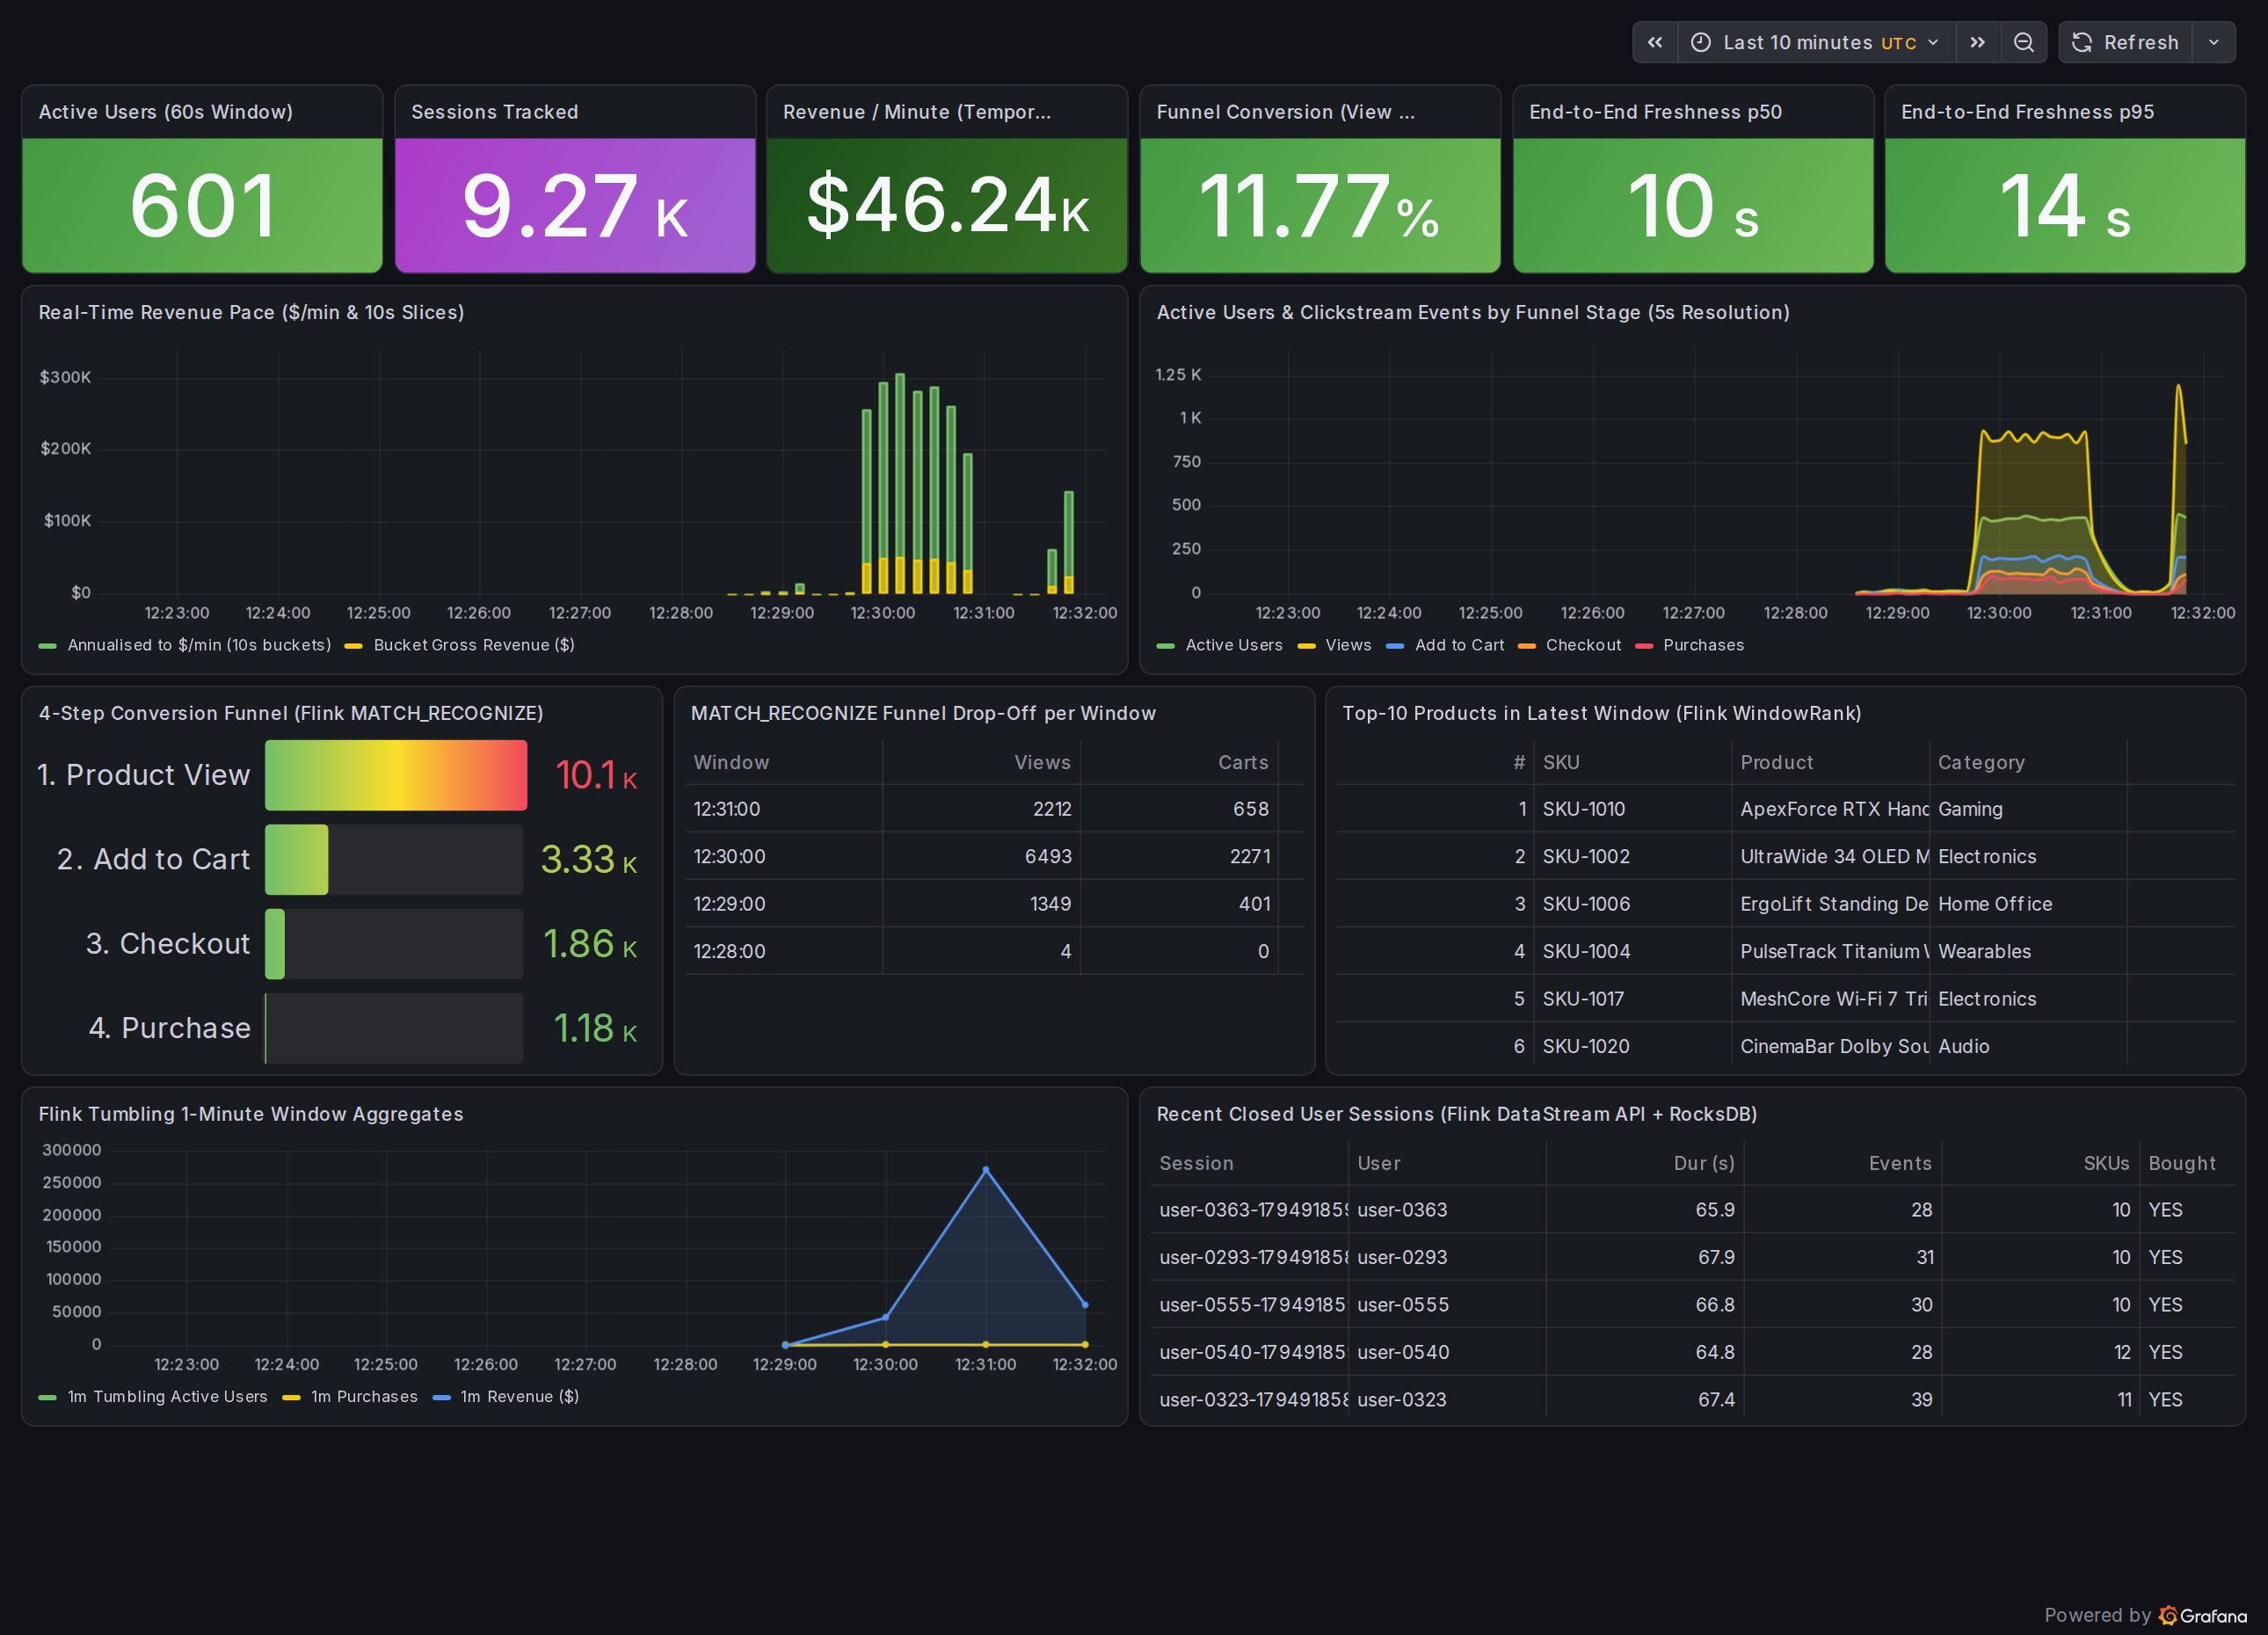 Last 10 minutes UTC
Refresh
Active Users (60s Window)
601
Sessions Tracked
9.27 K
Revenue / Minute (Tempor...
$46.24K
Funnel Conversion (View ...
11.77%
End-to-End Freshness p50
10 s
End-to-End Freshness p95
14 s
Real-Time Revenue Pace ($/min & 10s Slices)
$300K
$200K
$100K
$0
12:23:00 12:24:00 12:25:00 12:26:00 12:27:00 12:28:00 12:29:00 12:30:00 12:31:00 12:32:00
Annualised to $/min (10s buckets) Bucket Gross Revenue ($)
Active Users & Clickstream Events by Funnel Stage (5s Resolution)
1.25 K
1 K
750
500
250
0
12:23:00 12:24:00 12:25:00 12:26:00 12:27:00 12:28:00 12:29:00 12:30:00 12:31:00 12:32:00
Active Users Views Add to Cart Checkout Purchases
4-Step Conversion Funnel (Flink MATCH_RECOGNIZE)
1. Product View 10.1 K
2. Add to Cart 3.33 K
3. Checkout 1.86 K
4. Purchase 1.18 K
MATCH_RECOGNIZE Funnel Drop-Off per Window
Window Views Carts
12:31:00 2212 658
12:30:00 6493 2271
12:29:00 1349 401
12:28:00 4 0
Top-10 Products in Latest Window (Flink WindowRank)
# SKU Product Category
1 SKU-1010 ApexForce RTX Hand Gaming
2 SKU-1002 UltraWide 34 OLED M Electronics
3 SKU-1006 ErgoLift Standing De Home Office
4 SKU-1004 PulseTrack Titanium Wearables
5 SKU-1017 MeshCore Wi-Fi 7 Tri Electronics
6 SKU-1020 CinemaBar Dolby Sou Audio
Flink Tumbling 1-Minute Window Aggregates
300000
250000
200000
150000
100000
50000
0
12:23:00 12:24:00 12:25:00 12:26:00 12:27:00 12:28:00 12:29:00 12:30:00 12:31:00 12:32:00
1m Tumbling Active Users 1m Purchases 1m Revenue ($)
Recent Closed User Sessions (Flink DataStream API + RocksDB)
Session User Dur (s) Events SKUs Bought
user-0363-179491859 user-0363 65.9 28 10 YES
user-0293-179491858 user-0293 67.9 31 10 YES
user-0555-179491859 user-0555 66.8 30 10 YES
user-0540-179491859 user-0540 64.8 28 12 YES
user-0323-179491858 user-0323 67.4 39 11 YES
Powered by Grafana